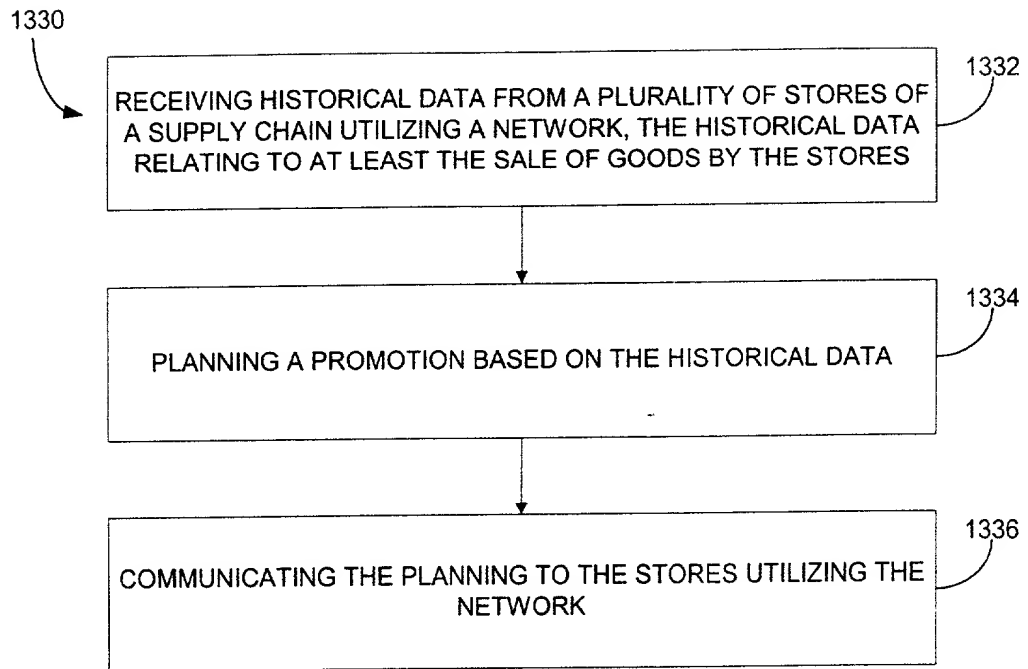 1330
1332
RECEIVING HISTORICAL DATA FROM A PLURALITY OF STORES OF
A SUPPLY CHAIN UTILIZING A NETWORK, THE HISTORICAL DATA
RELATING TO AT LEAST THE SALE OF GOODS BY THE STORES
1334
PLANNING A PROMOTION BASED ON THE HISTORICAL DATA
1336
COMMUNICATING THE PLANNING TO THE STORES UTILIZING THE
NETWORK